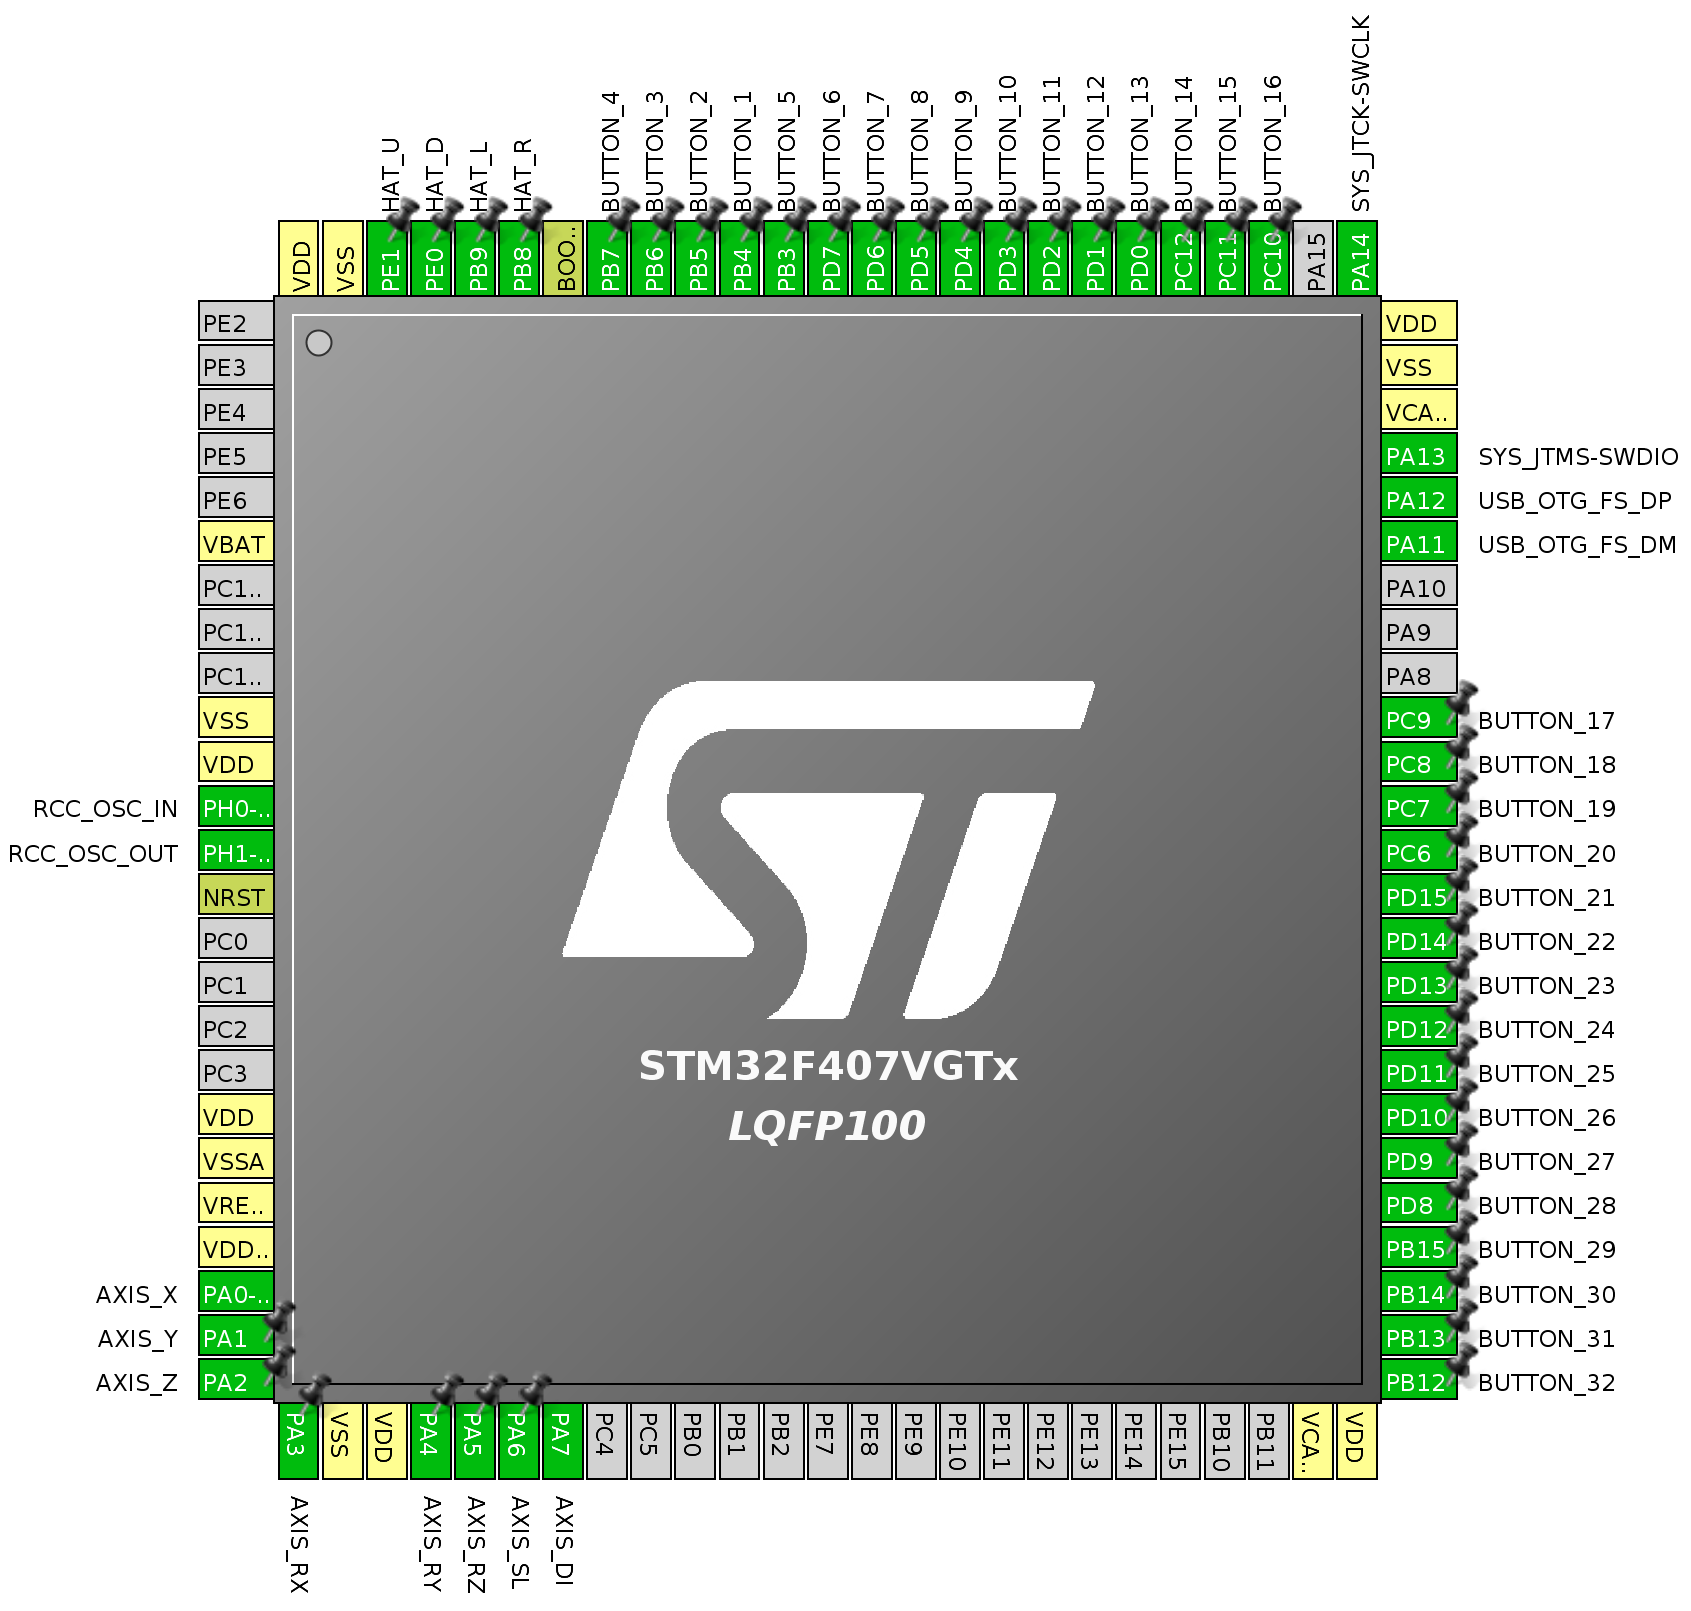 HAT_U
HAT_D
HAT_L
HAT_R
BUTTON_4
BUTTON_3
BUTTON_2
BUTTON_1
BUTTON_5
BUTTON_6
BUTTON_7
BUTTON_8
BUTTON_9
BUTTON_10
BUTTON_11
BUTTON_12
BUTTON_13
BUTTON_14
BUTTON_15
BUTTON_16
SYS_JTCK-SWCLK
VDD
VSS
PE1
PE0
PB9
PB8
BOO..
PB7
PB6
PB5
PB4
PB3
PD7
PD6
PD5
PD4
PD3
PD2
PD1
PD0
PC12
PC11
PC10
PA15
PA14
PE2
PE3
PE4
PE5
PE6
VBAT
PC1..
PC1..
PC1..
VSS
VDD
RCC_OSC_IN PH0-..
RCC_OSC_OUT PH1-..
NRST
PC0
PC1
PC2
PC3
VDD
VSSA
VRE..
VDD..
AXIS_X PA0-..
AXIS_Y PA1
AXIS_Z PA2
STM32F407VGTx
LQFP100
VDD
VSS
VCA..
PA13 SYS_JTMS-SWDIO
PA12 USB_OTG_FS_DP
PA11 USB_OTG_FS_DM
PA10
PA9
PA8
PC9 BUTTON_17
PC8 BUTTON_18
PC7 BUTTON_19
PC6 BUTTON_20
PD15 BUTTON_21
PD14 BUTTON_22
PD13 BUTTON_23
PD12 BUTTON_24
PD11 BUTTON_25
PD10 BUTTON_26
PD9 BUTTON_27
PD8 BUTTON_28
PB15 BUTTON_29
PB14 BUTTON_30
PB13 BUTTON_31
PB12 BUTTON_32
PA3
VSS
VDD
PA4
PA5
PA6
PA7
PC4
PC5
PB0
PB1
PB2
PE7
PE8
PE9
PE10
PE11
PE12
PE13
PE14
PE15
PB10
PB11
VCA..
VDD
AXIS_RX
AXIS_RY
AXIS_RZ
AXIS_SL
AXIS_DI